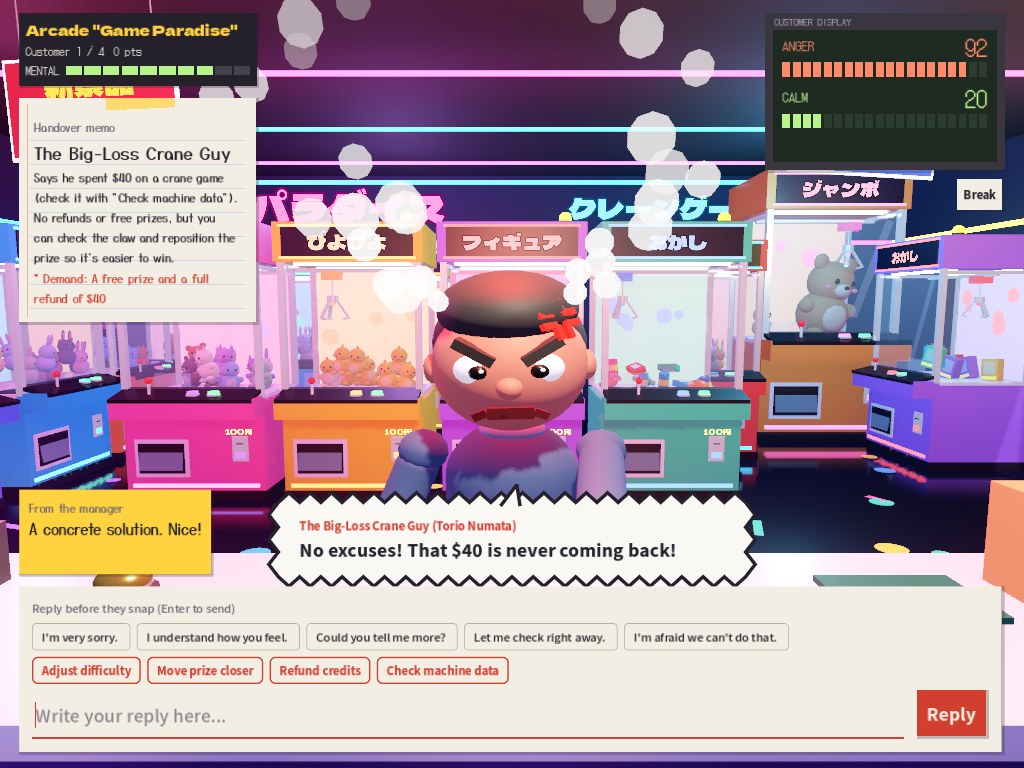 Arcade "Game Paradise"
Customer 1 / 4 0 pts
MENTAL
Handover memo
The Big-Loss Crane Guy
Says he spent $40 on a crane game
(check it with "Check machine data").
No refunds or free prizes, but you
can check the claw and reposition the
prize so it's easier to win.
* Demand: A free prize and a full
refund of $40
CUSTOMER DISPLAY
ANGER 92
CALM 20
Break
パラダイス
クレーンゲー
ジャンボ
ぴよぴよ
フィギュア
おかし
おかし
100円
100円
100円
From the manager
A concrete solution. Nice!
The Big-Loss Crane Guy (Torio Numata)
No excuses! That $40 is never coming back!
Reply before they snap (Enter to send)
I'm very sorry.
I understand how you feel.
Could you tell me more?
Let me check right away.
I'm afraid we can't do that.
Adjust difficulty
Move prize closer
Refund credits
Check machine data
Write your reply here...
Reply